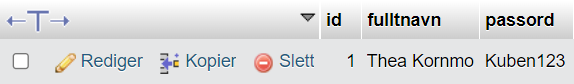 id fulltnavn passord
Rediger Kopier Slett 1 Thea Kornmo Kuben123